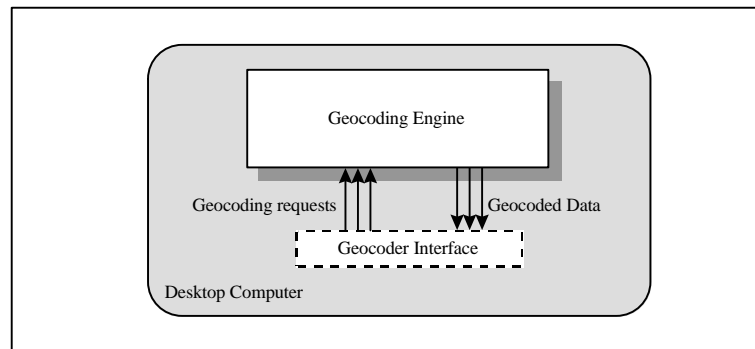 Geocoding Engine
Geocoding requests
Geocoded Data
Geocoder Interface
Desktop Computer